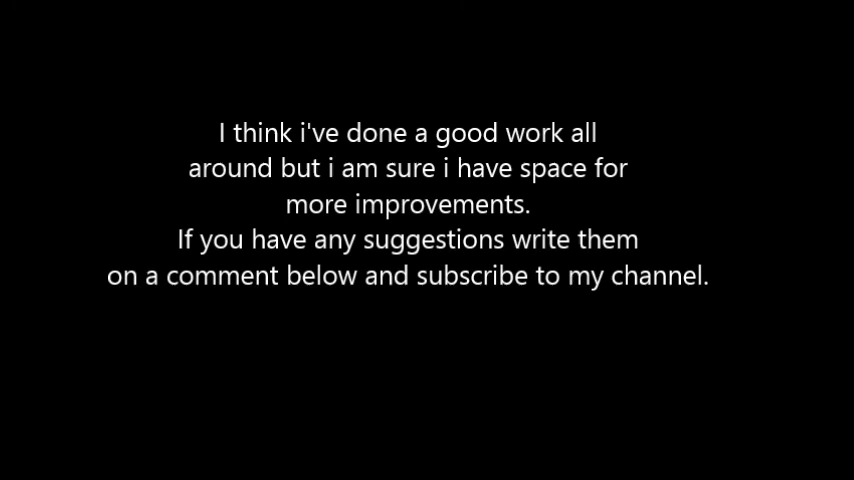 I think i've done a good work all
around but i am sure i have space for
more improvements.
If you have any suggestions write them
on a comment below and subscribe to my channel.